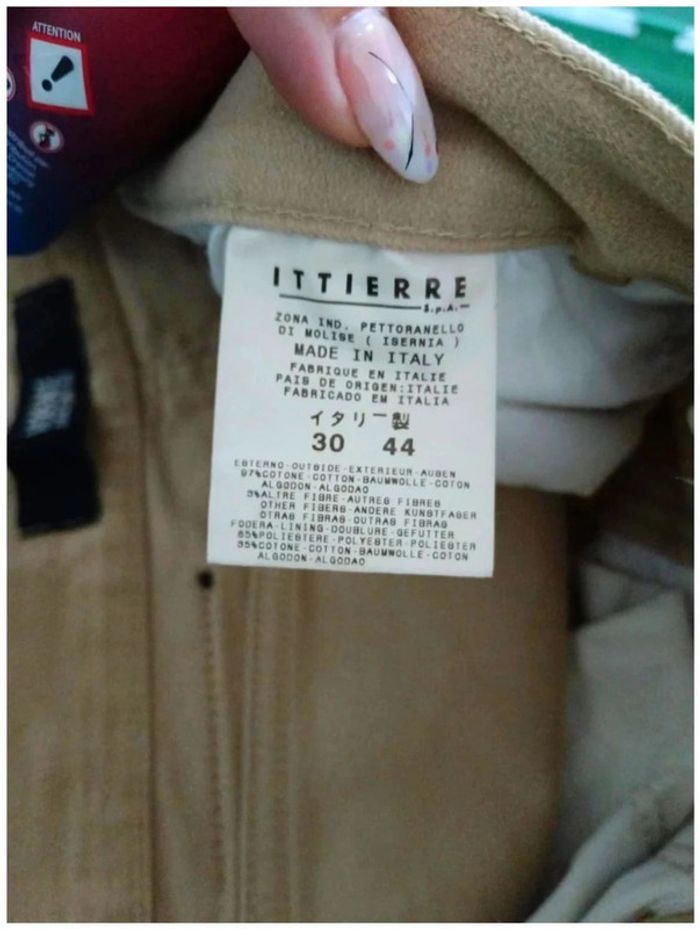 ATTENTION
ITTIERRE
S.p.A.
ZONA IND. PETTORANELLO
DI MOLISE ( ISERNIA )
MADE IN ITALY
FABRIQUE EN ITALIE
PAIS DE ORIGEN:ITALIE
FABRICADO EM ITALIA
イタリー製
30 44
ESTERNO-OUTSIDE-EXTERIEUR-AUBEN
97%COTONE-COTTON-BAUMWOLLE-COTON
ALGODON-ALGODAO
3%ALTRE FIBRE-AUTRES FIBRES
OTHER FIBERS-ANDERE KUNSTFASER
OTRAS FIBRAS-OUTRAS FIBRAS
FODERA-LINING-DOUBLURE-GEFUTTER
65%POLIESTERE-POLYESTER-POLIESTER
35%COTONE-COTTON-BAUMWOLLE-COTON
ALGODON-ALGODAO